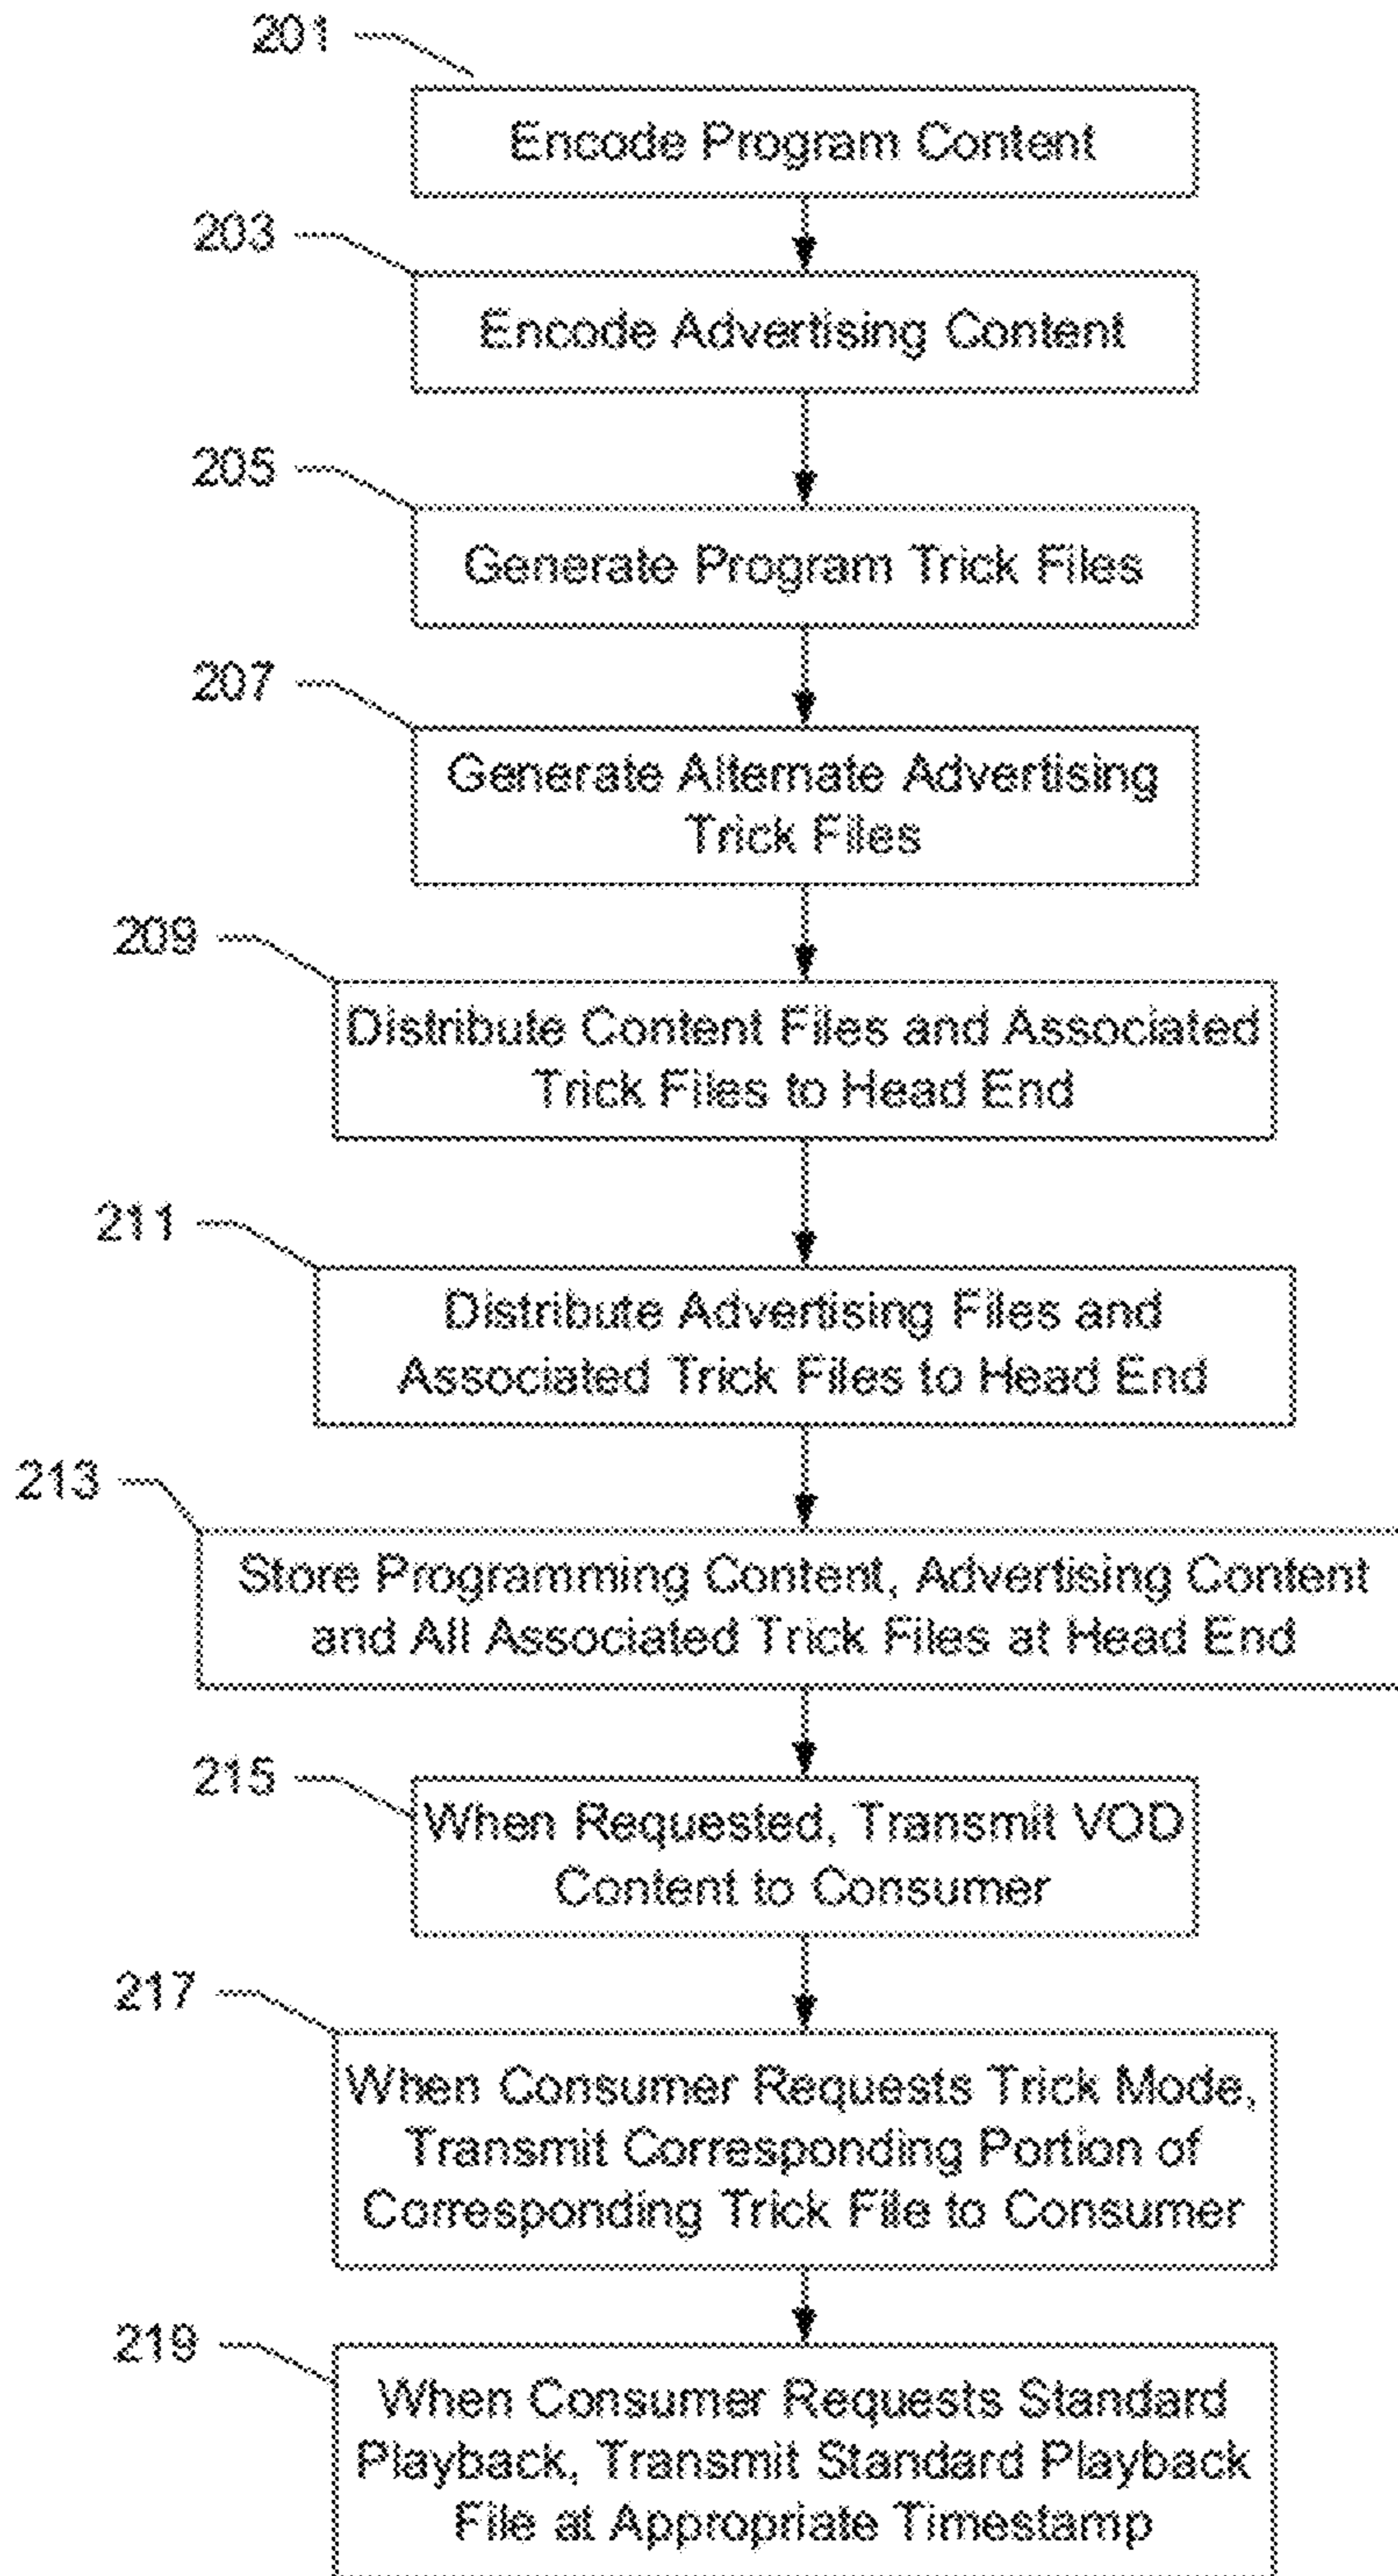 201
Encode Program Content
203
Encode Advertising Content
205
Generate Program Trick Files
207
Generate Alternate Advertising
Trick Files
209
Distribute Content Files and Associated
Trick Files to Head End
211
Distribute Advertising Files and
Associated Trick Files to Head End
213
Store Programming Content, Advertising Content
and All Associated Trick Files at Head End
215
When Requested, Transmit VOD
Content to Consumer
217
When Consumer Requests Trick Mode,
Transmit Corresponding Portion of
Corresponding Trick File to Consumer
219
When Consumer Requests Standard
Playback, Transmit Standard Playback
File at Appropriate Timestamp